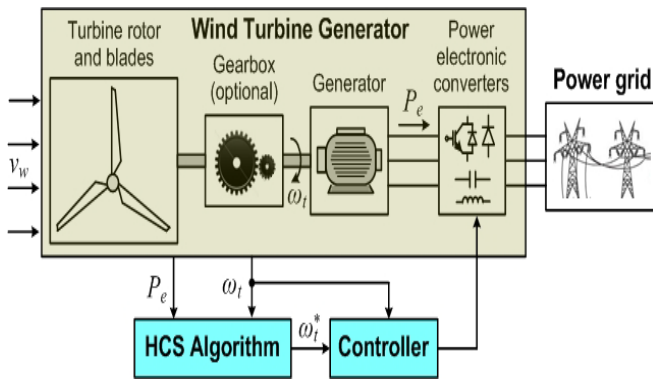 Turbine rotor
and blades
Wind Turbine Generator
Gearbox
(optional)
Generator
Power
electronic
converters
Power grid
P_e
v_w
ω_t
P_e
ω_t
HCS Algorithm
ω_t^*
Controller